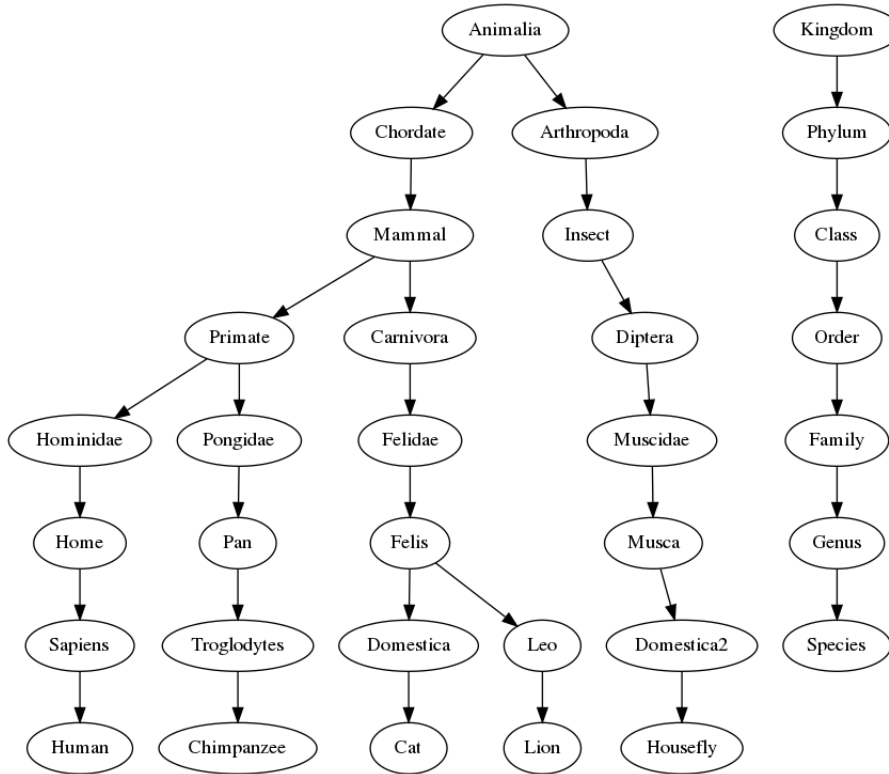 Animalia Kingdom
Chordate Arthropoda Phylum
Mammal Insect Class
Primate Carnivora Diptera Order
Hominidae Pongidae Felidae Muscidae Family
Home Pan Felis Musca Genus
Sapiens Troglodytes Domestica Leo Domestica2 Species
Human Chimpanzee Cat Lion Housefly